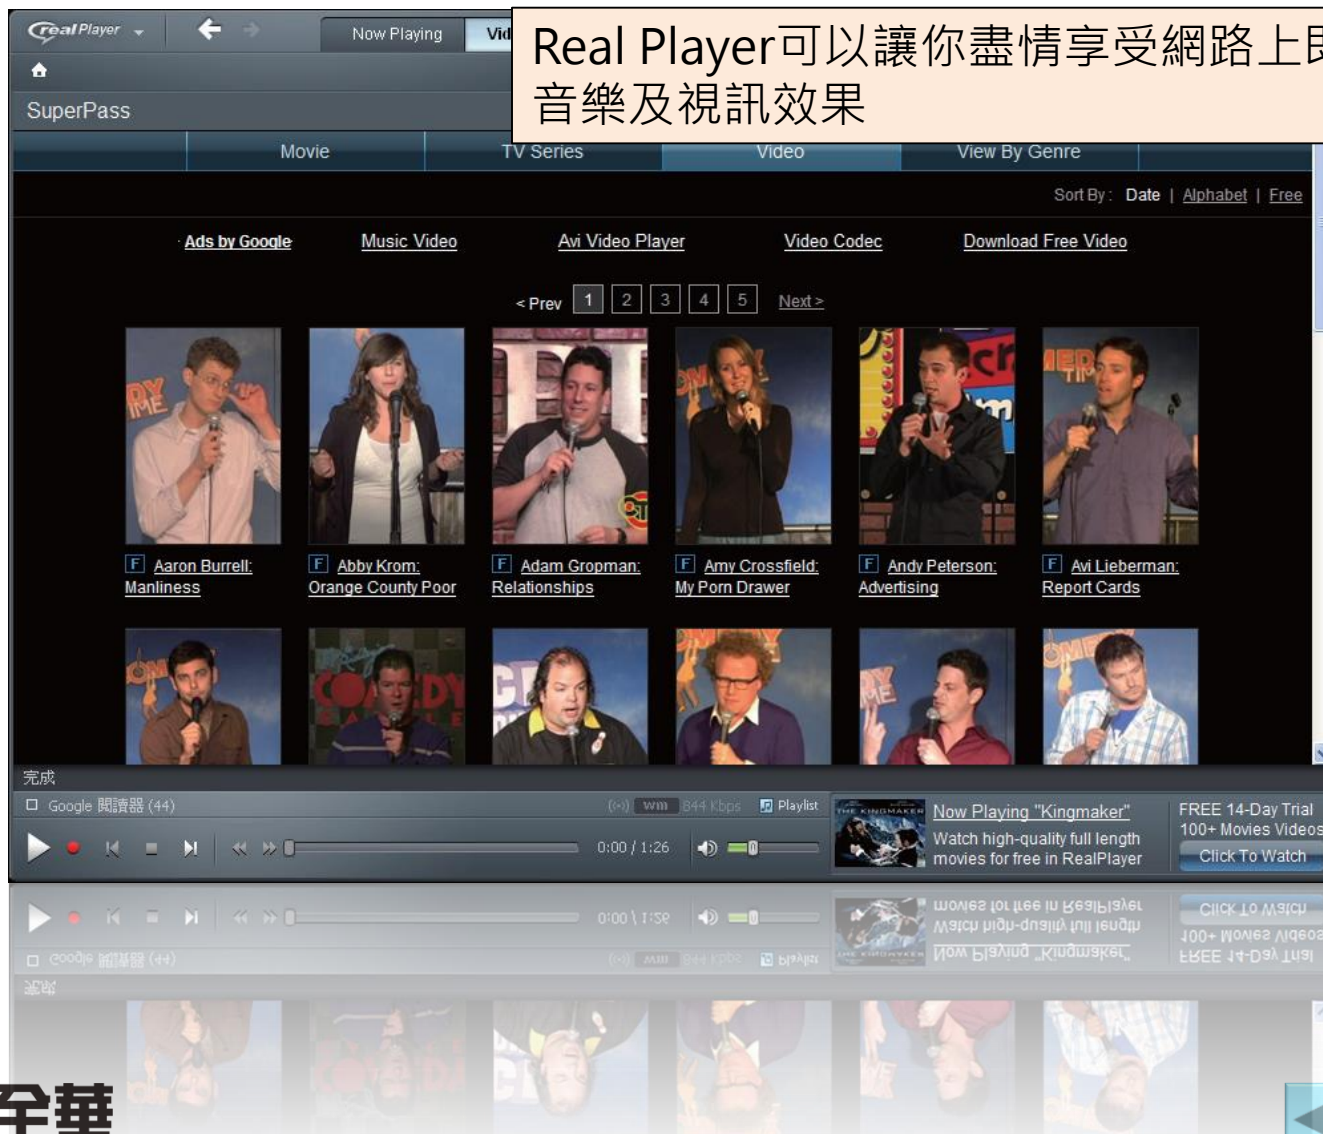 realPlayer
Now Playing
Real Player可以讓你盡情享受網路上
音樂及視訊效果
SuperPass
Movie TV Series Video View By Genre
Sort By: Date | Alphabet | Free
Ads by Google Music Video Avi Video Player Video Codec Download Free Video
< Prev 1 2 3 4 5 Next >
F Aaron Burrell:
Manliness
F Abby Krom:
Orange County Poor
F Adam Gropman:
Relationships
F Amy Crossfield:
My Porn Drawer
F Andy Peterson:
Advertising
F Avi Lieberman:
Report Cards
完成
Google 閱讀器 (44)
wm 844 Kbps Playlist
0:00 / 1:26
THE KINGMAKER
Now Playing "Kingmaker"
Watch high-quality full length
movies for free in RealPlayer
FREE 14-Day Trial
100+ Movies Videos
Click To Watch
全華